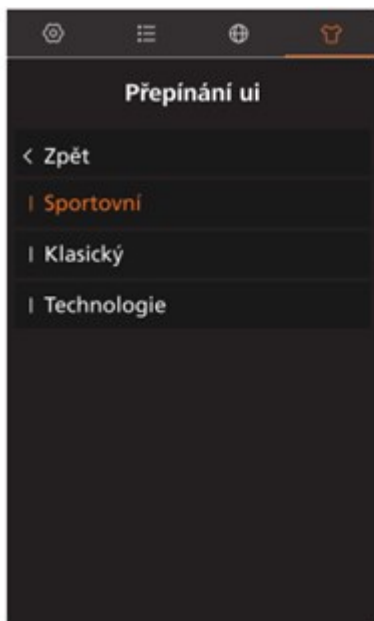 Přepínání ui
< Zpět
| Sportovní
| Klasický
| Technologie